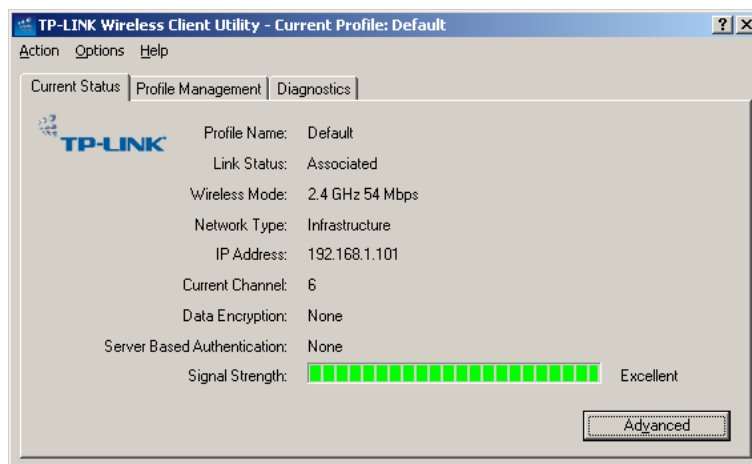 TP-LINK Wireless Client Utility - Current Profile: Default
Action Options Help
Current Status Profile Management Diagnostics
TP-LINK
Profile Name: Default
Link Status: Associated
Wireless Mode: 2.4 GHz 54 Mbps
Network Type: Infrastructure
IP Address: 192.168.1.101
Current Channel: 6
Data Encryption: None
Server Based Authentication: None
Signal Strength: Excellent
Advanced